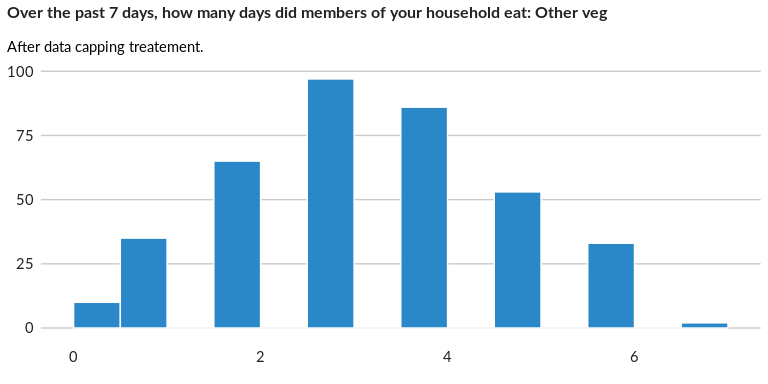 Over the past 7 days, how many days did members of your household eat: Other veg
After data capping treatement.
100
75
50
25
0
0 2 4 6